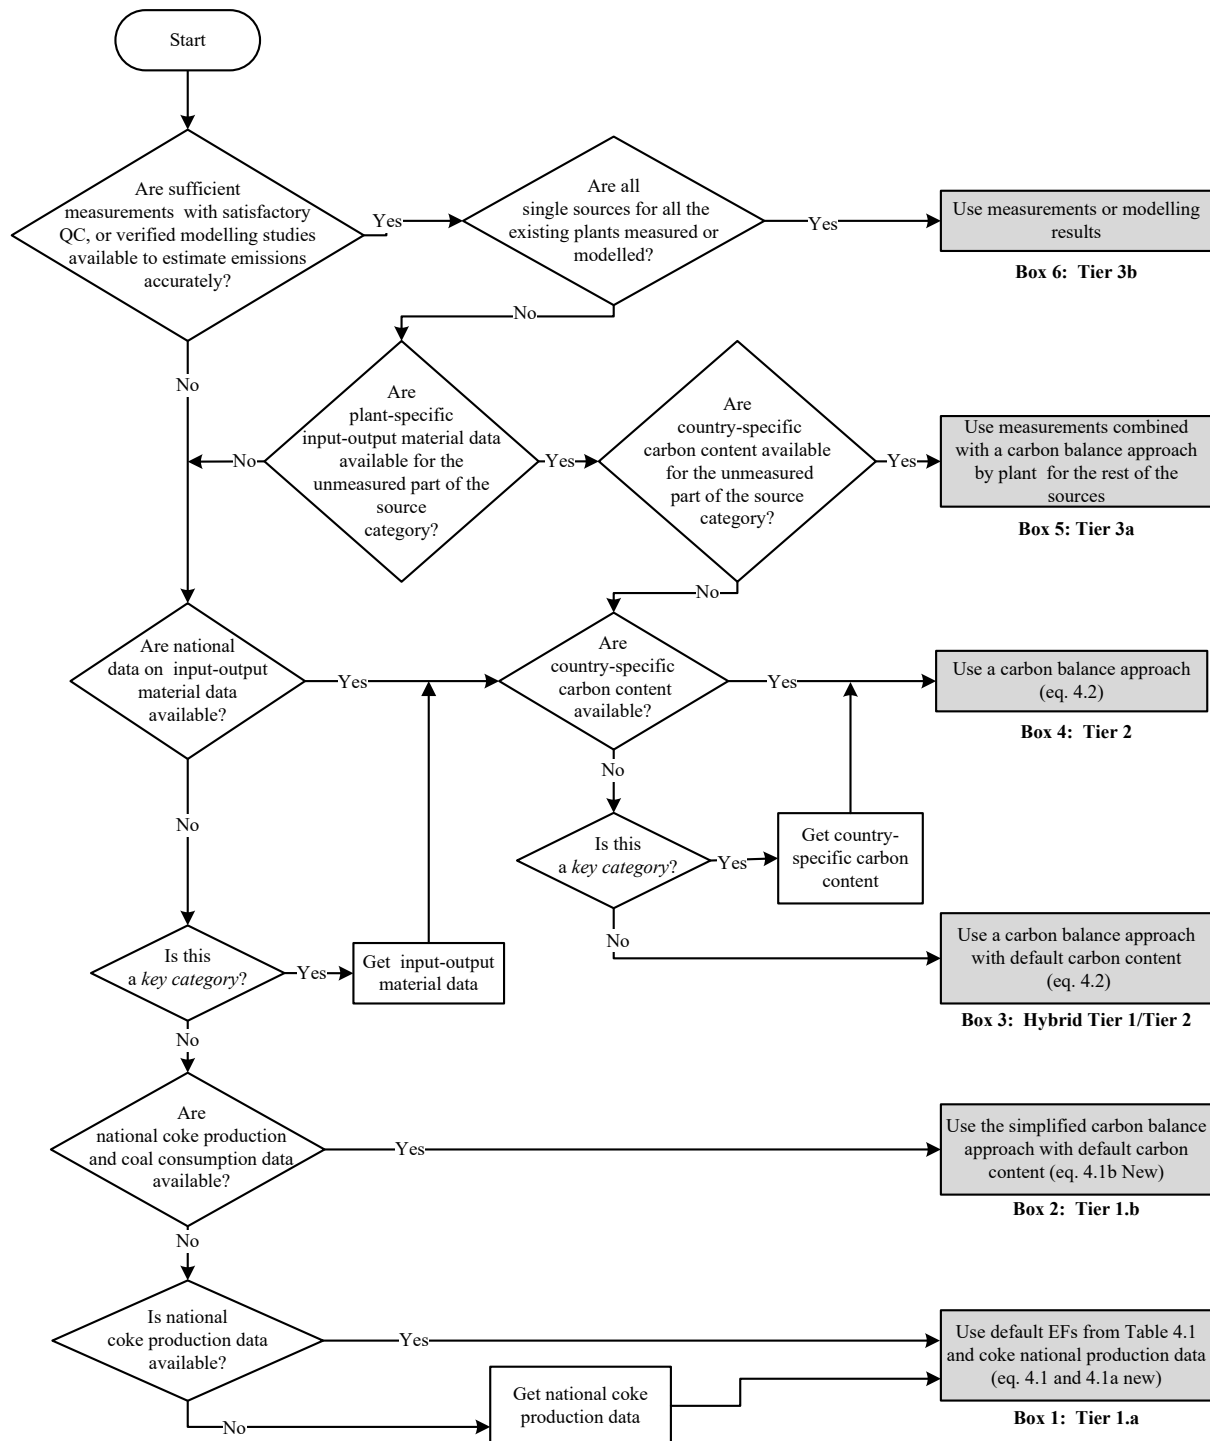 Start
Are sufficient
measurements with satisfactory
QC, or verified modelling studies
available to estimate emissions
accurately?
Yes
Are all
single sources for all the
existing plants measured or
modelled?
Yes
Use measurements or modelling
results
Box 6: Tier 3b
No
No
Are
plant-specific
input-output material data
available for the
unmeasured part of the
source
category?
No
Yes
Are
country-specific
carbon content available
for the unmeasured
part of the source
category?
Yes
Use measurements combined
with a carbon balance approach
by plant for the rest of the
sources
Box 5: Tier 3a
No
Are national
data on input-output
material data
available?
Yes
Are
country-specific
carbon content
available?
Yes
Use a carbon balance approach
(eq. 4.2)
Box 4: Tier 2
No
No
Is this
a key category?
Yes
Get country-
specific carbon
content
No
Use a carbon balance approach
with default carbon content
(eq. 4.2)
Box 3: Hybrid Tier 1/Tier 2
Is this
a key category?
Yes
Get input-output
material data
No
Are
national coke production
and coal consumption data
available?
Yes
Use the simplified carbon balance
approach with default carbon
content (eq. 4.1b New)
Box 2: Tier 1.b
No
Is national
coke production data
available?
Yes
Use default EFs from Table 4.1
and coke national production data
(eq. 4.1 and 4.1a new)
Box 1: Tier 1.a
No
Get national coke
production data